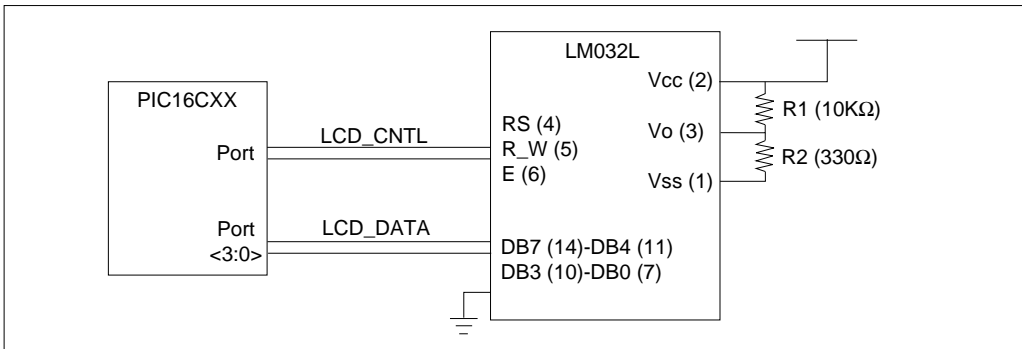 PIC16CXX
Port
Port
<3:0>
LCD_CNTL
LCD_DATA
LM032L
Vcc (2)
RS (4)
R_W (5)
E (6)
Vo (3)
Vss (1)
DB7 (14)-DB4 (11)
DB3 (10)-DB0 (7)
R1 (10KΩ)
R2 (330Ω)